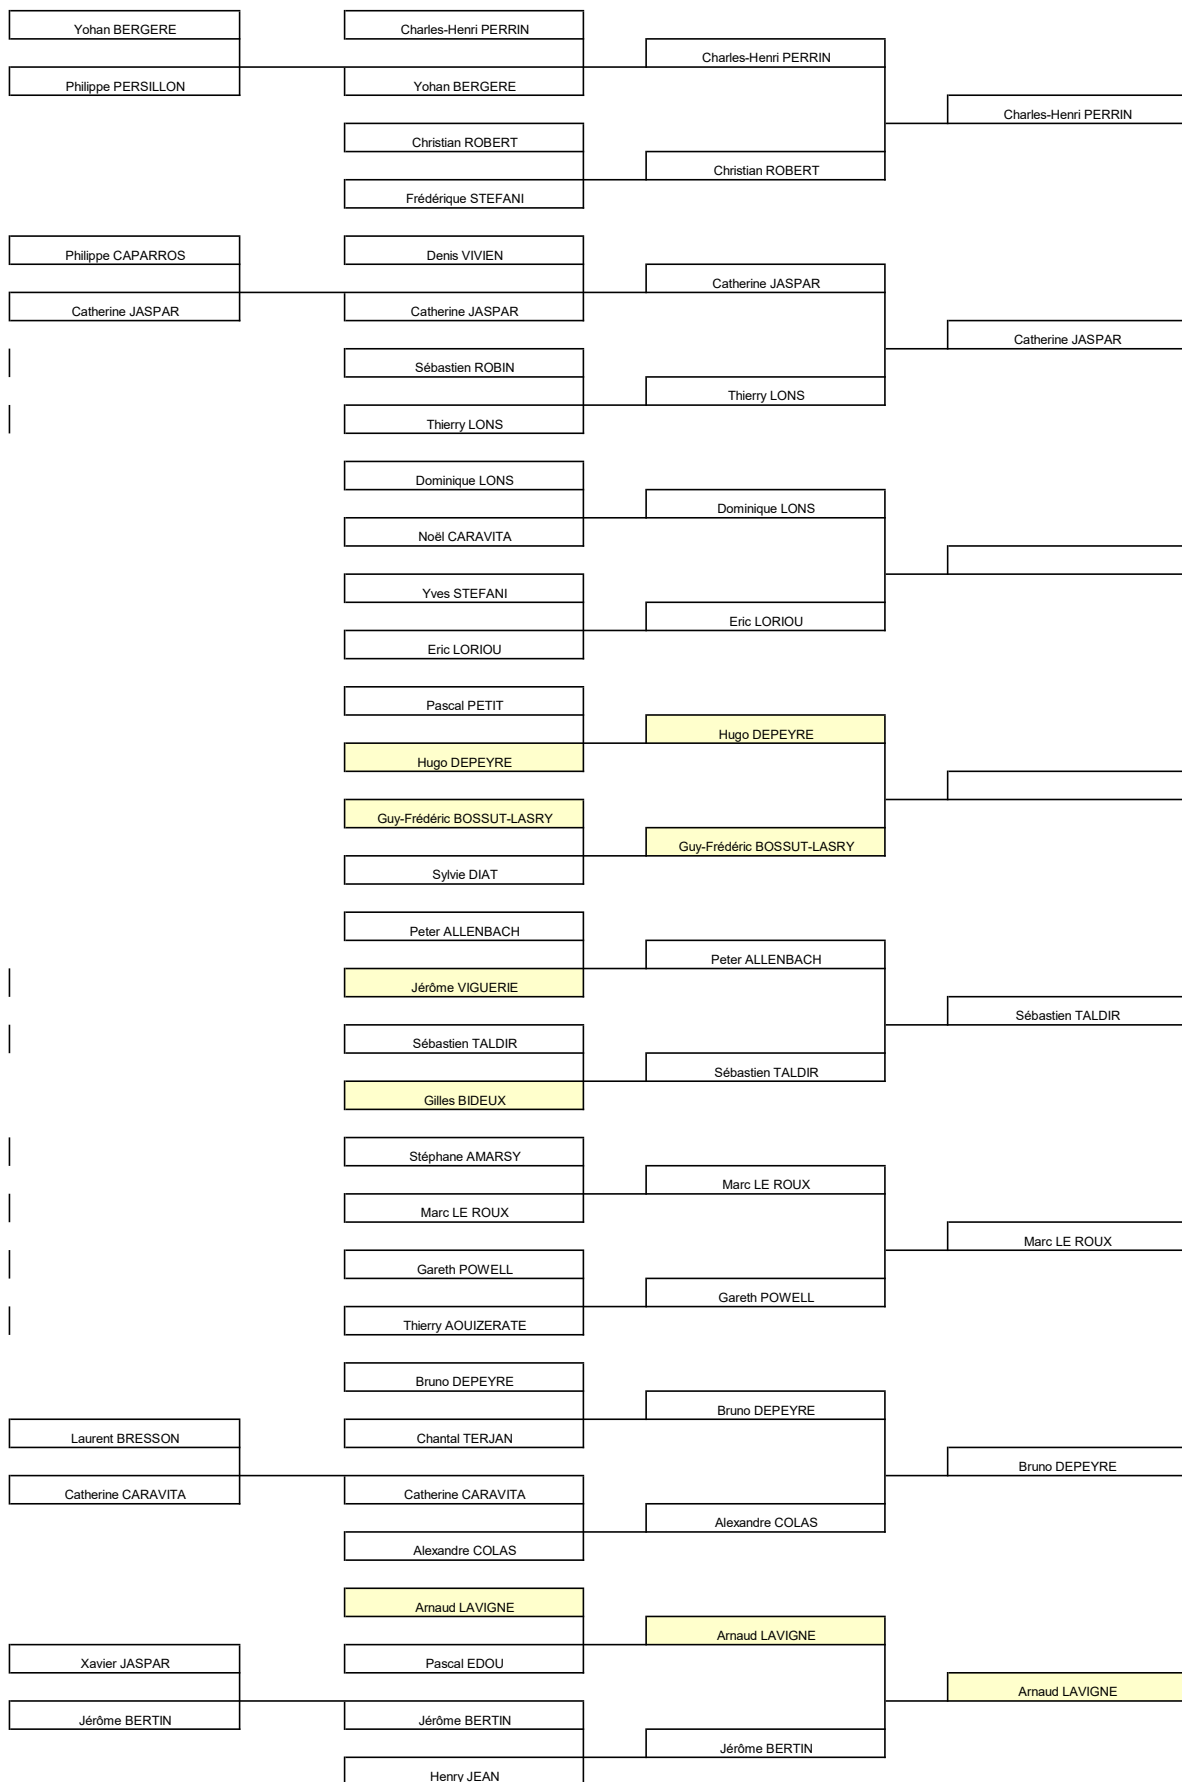 Yohan BERGERE
Charles-Henri PERRIN
Charles-Henri PERRIN
Philippe PERSILLON
Yohan BERGERE
Charles-Henri PERRIN
Christian ROBERT
Christian ROBERT
Frédérique STEFANI
Philippe CAPARROS
Denis VIVIEN
Catherine JASPAR
Catherine JASPAR
Catherine JASPAR
Catherine JASPAR
Sébastien ROBIN
Thierry LONS
Thierry LONS
Dominique LONS
Dominique LONS
Noël CARAVITA
Yves STEFANI
Eric LORIOU
Eric LORIOU
Pascal PETIT
Hugo DEPEYRE
Hugo DEPEYRE
Guy-Frédéric BOSSUT-LASRY
Guy-Frédéric BOSSUT-LASRY
Sylvie DIAT
Peter ALLENBACH
Peter ALLENBACH
Jérôme VIGUERIE
Sébastien TALDIR
Sébastien TALDIR
Sébastien TALDIR
Gilles BIDEUX
Stéphane AMARSY
Marc LE ROUX
Marc LE ROUX
Marc LE ROUX
Gareth POWELL
Gareth POWELL
Thierry AOUIZERATE
Bruno DEPEYRE
Bruno DEPEYRE
Laurent BRESSON
Chantal TERJAN
Bruno DEPEYRE
Catherine CARAVITA
Catherine CARAVITA
Alexandre COLAS
Alexandre COLAS
Arnaud LAVIGNE
Arnaud LAVIGNE
Xavier JASPAR
Pascal EDOU
Arnaud LAVIGNE
Jérôme BERTIN
Jérôme BERTIN
Jérôme BERTIN
Henry JEAN